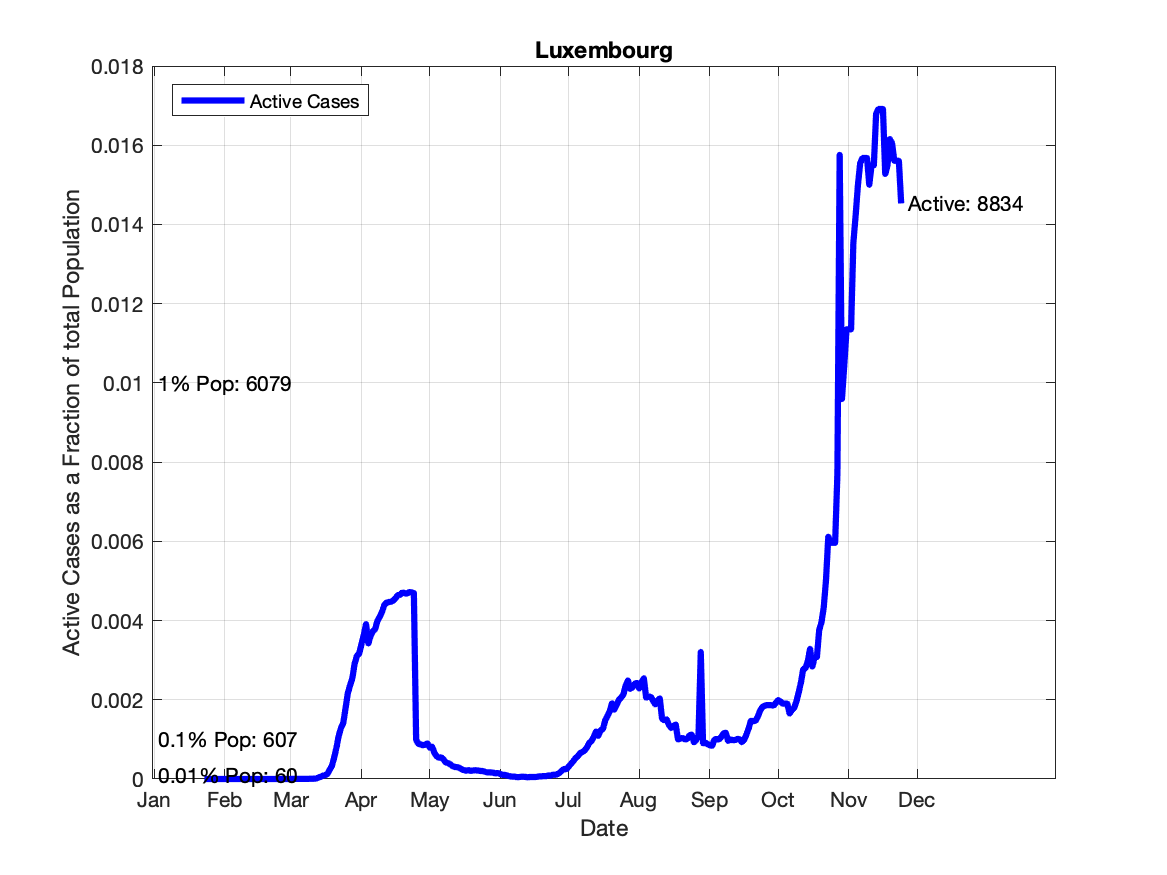 Luxembourg
Active Cases
0.018
0.016
0.014
0.012
0.01
0.008
0.006
0.004
0.002
0
Active Cases as a Fraction of total Population
Active: 8834
1% Pop: 6079
0.1% Pop: 607
0.01% Pop: 60
Jan Feb Mar Apr May Jun Jul Aug Sep Oct Nov Dec
Date